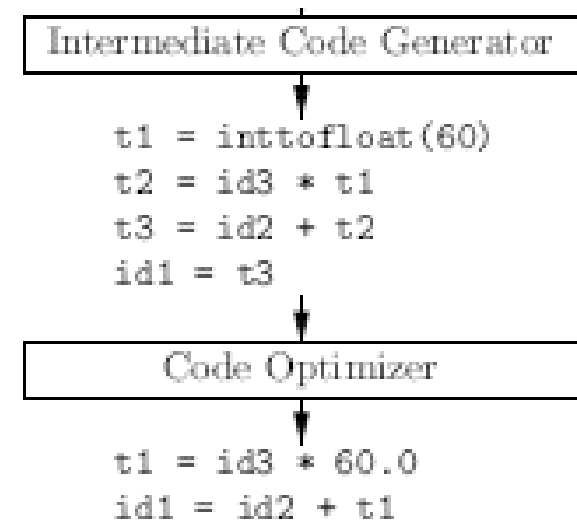 Intermediate Code Generator
t1 = inttofloat(60)
t2 = id3 * t1
t3 = id2 + t2
id1 = t3
Code Optimizer
t1 = id3 * 60.0
id1 = id2 + t1